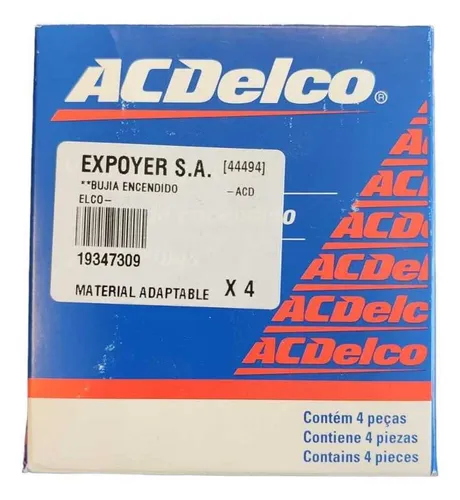 ACDelco®
EXPOYER S.A. [44494]
**BUJIA ENCENDIDO -ACD
ELCO-
19347309
MATERIAL ADAPTABLE X 4
ACDelco
ACDelco
ACDel
ACDelco
ACDelco
Contém 4 peças
Contiene 4 piezas
Contains 4 pieces